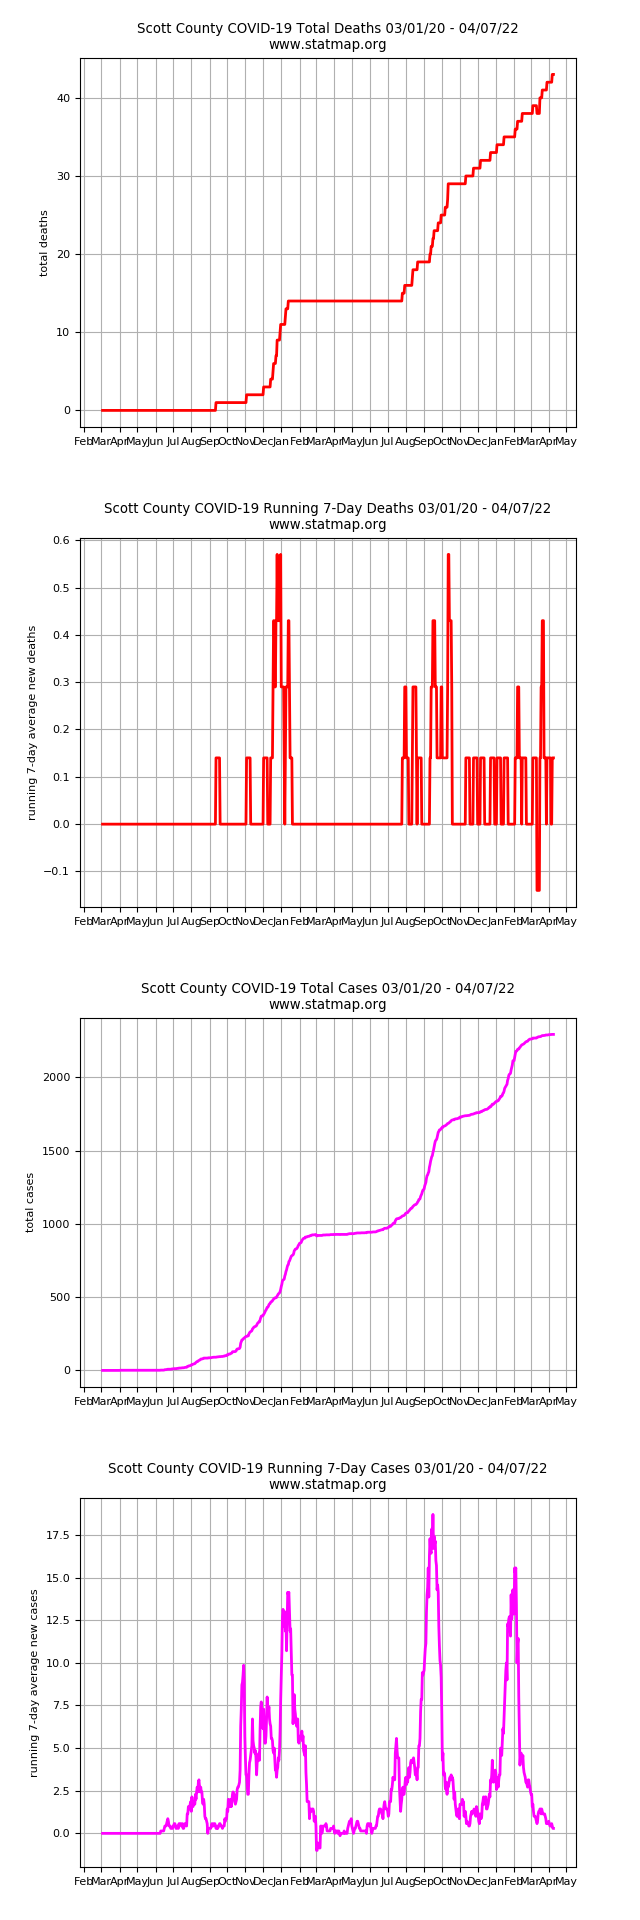 Scott County COVID-19 Total Deaths 03/01/20 - 04/07/22
www.statmap.org
40
30
20
10
0
total deaths
Feb Mar Apr May Jun Jul Aug Sep Oct Nov Dec Jan Feb Mar Apr May Jun Jul Aug Sep Oct Nov Dec Jan Feb Mar Apr May
Scott County COVID-19 Running 7-Day Deaths 03/01/20 - 04/07/22
www.statmap.org
0.6
0.5
0.4
0.3
0.2
0.1
0.0
−0.1
running 7-day average new deaths
Feb Mar Apr May Jun Jul Aug Sep Oct Nov Dec Jan Feb Mar Apr May Jun Jul Aug Sep Oct Nov Dec Jan Feb Mar Apr May
Scott County COVID-19 Total Cases 03/01/20 - 04/07/22
www.statmap.org
2000
1500
1000
500
0
total cases
Feb Mar Apr May Jun Jul Aug Sep Oct Nov Dec Jan Feb Mar Apr May Jun Jul Aug Sep Oct Nov Dec Jan Feb Mar Apr May
Scott County COVID-19 Running 7-Day Cases 03/01/20 - 04/07/22
www.statmap.org
17.5
15.0
12.5
10.0
7.5
5.0
2.5
0.0
running 7-day average new cases
Feb Mar Apr May Jun Jul Aug Sep Oct Nov Dec Jan Feb Mar Apr May Jun Jul Aug Sep Oct Nov Dec Jan Feb Mar Apr May